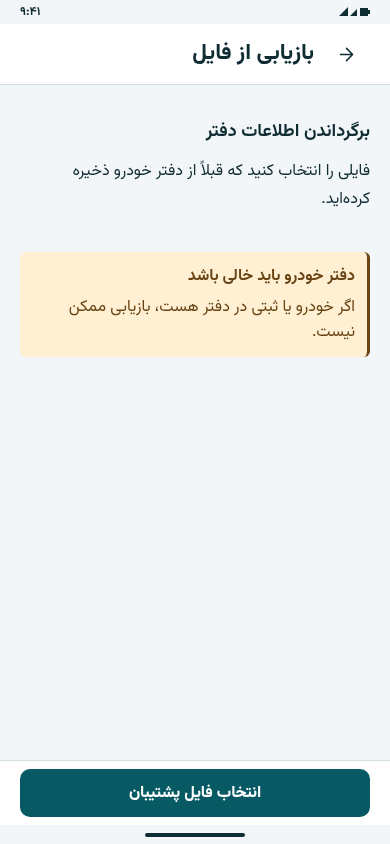 ۹:۴۱
بازیابی از فایل
برگرداندن اطلاعات دفتر
فایلی را انتخاب کنید که قبلاً از دفتر خودرو ذخیره
کرده‌اید.
دفتر خودرو باید خالی باشد
اگر خودرو یا ثبتی در دفتر هست، بازیابی ممکن
نیست.
انتخاب فایل پشتیبان